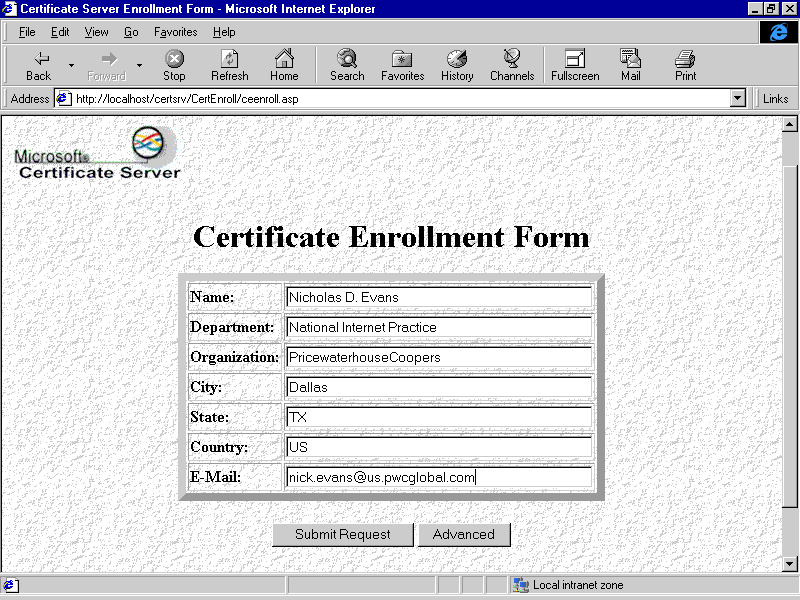 Certificate Server Enrollment Form - Microsoft Internet Explorer
File Edit View Go Favorites Help
Back Forward Stop Refresh Home Search Favorites History Channels Fullscreen Mail Print
Address http://localhost/certsrv/CertEnroll/ceenroll.asp Links
Microsoft®
Certificate Server
Certificate Enrollment Form
Name: Nicholas D. Evans
Department: National Internet Practice
Organization: PricewaterhouseCoopers
City: Dallas
State: TX
Country: US
E-Mail: nick.evans@us.pwcglobal.com
Submit Request Advanced
Local intranet zone